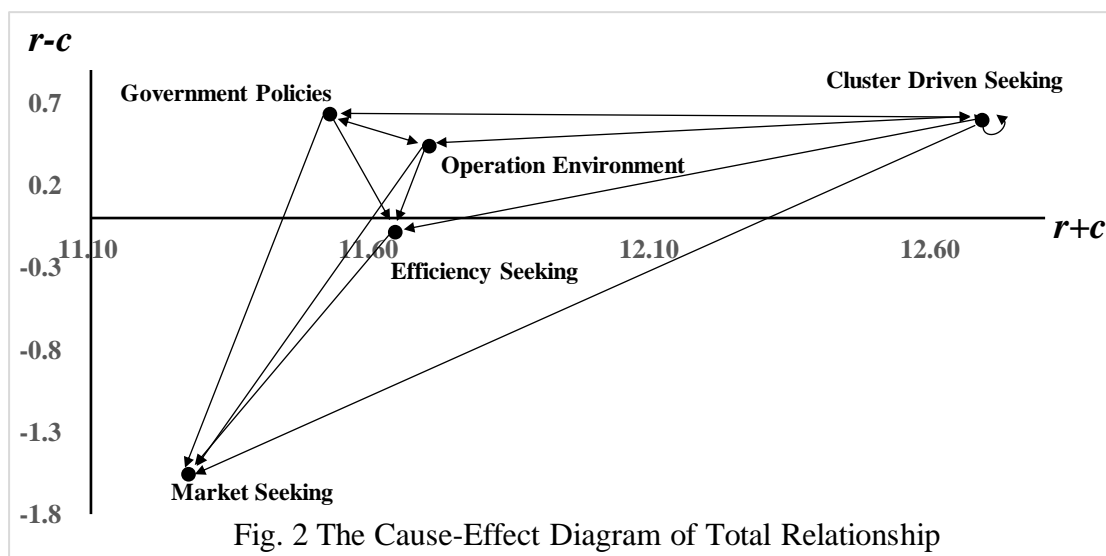 r-c
Cluster Driven Seeking
Government Policies
0.7
Operation Environment
0.2
r+c
11.10
11.60
12.10
12.60
-0.3
Efficiency Seeking
-0.8
-1.3
Market Seeking
-1.8
Fig. 2 The Cause-Effect Diagram of Total Relationship